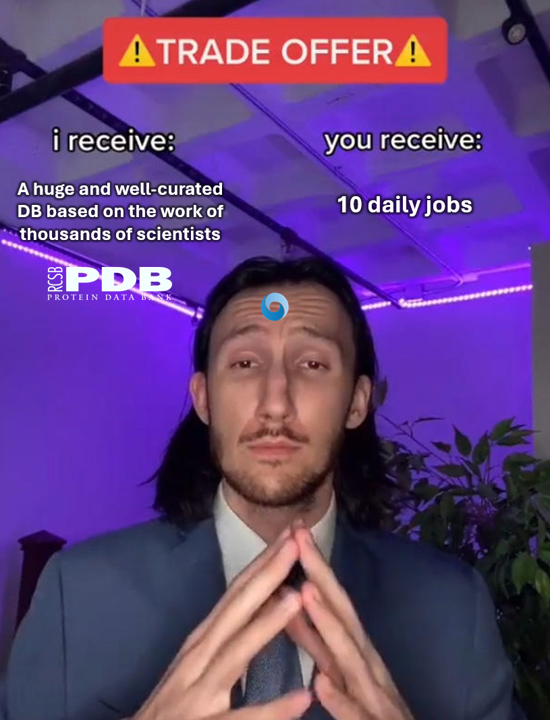 ⚠️TRADE OFFER⚠️
i receive:
you receive:
A huge and well-curated
DB based on the work of
thousands of scientists
10 daily jobs
RCSB
PDB
PROTEIN DATA BANK